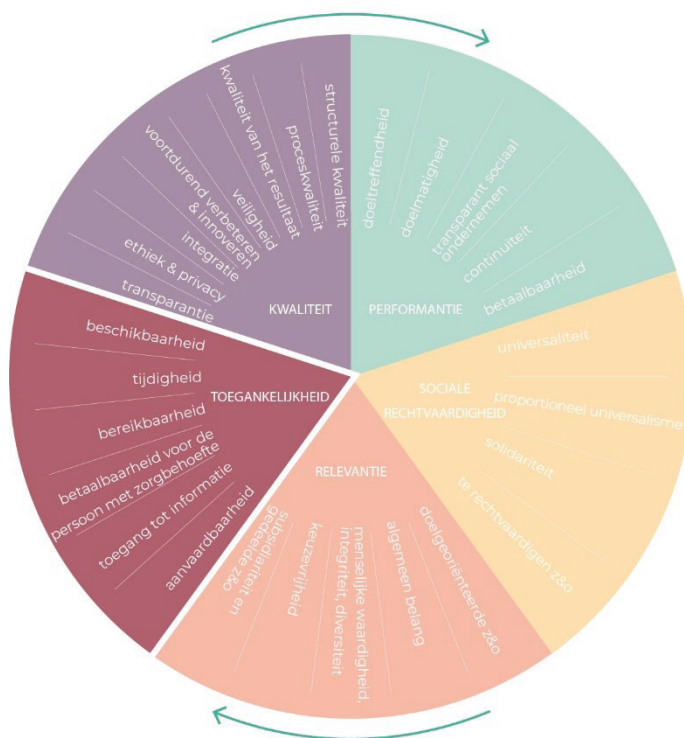 structurele kwaliteit
proceskwaliteit
kwaliteit van het resultaat
veiligheid
voortdurend verbeteren
& innoveren
integratie
ethiek & privacy
transparantie
KWALITEIT
doeltreffendheid
doelmatigheid
transparant sociaal
ondernemen
continuïteit
betaalbaarheid
PERFORMANTIE
universaliteit
SOCIALE
RECHTVAARDIGHEID
proportioneel universalisme
solidariteit
te rechtvaardigen z&o
RELEVANTIE
doelgeoriënteerde z&o
algemeen belang
menselijke waardigheid,
integriteit, diversiteit
keuzevrijheid
subsidiariteit en
gedeelde z&o
TOEGANKELIJKHEID
beschikbaarheid
tijdigheid
bereikbaarheid
betaalbaarheid voor de
persoon met zorgbehoefte
toegang tot informatie
aanvaardbaarheid